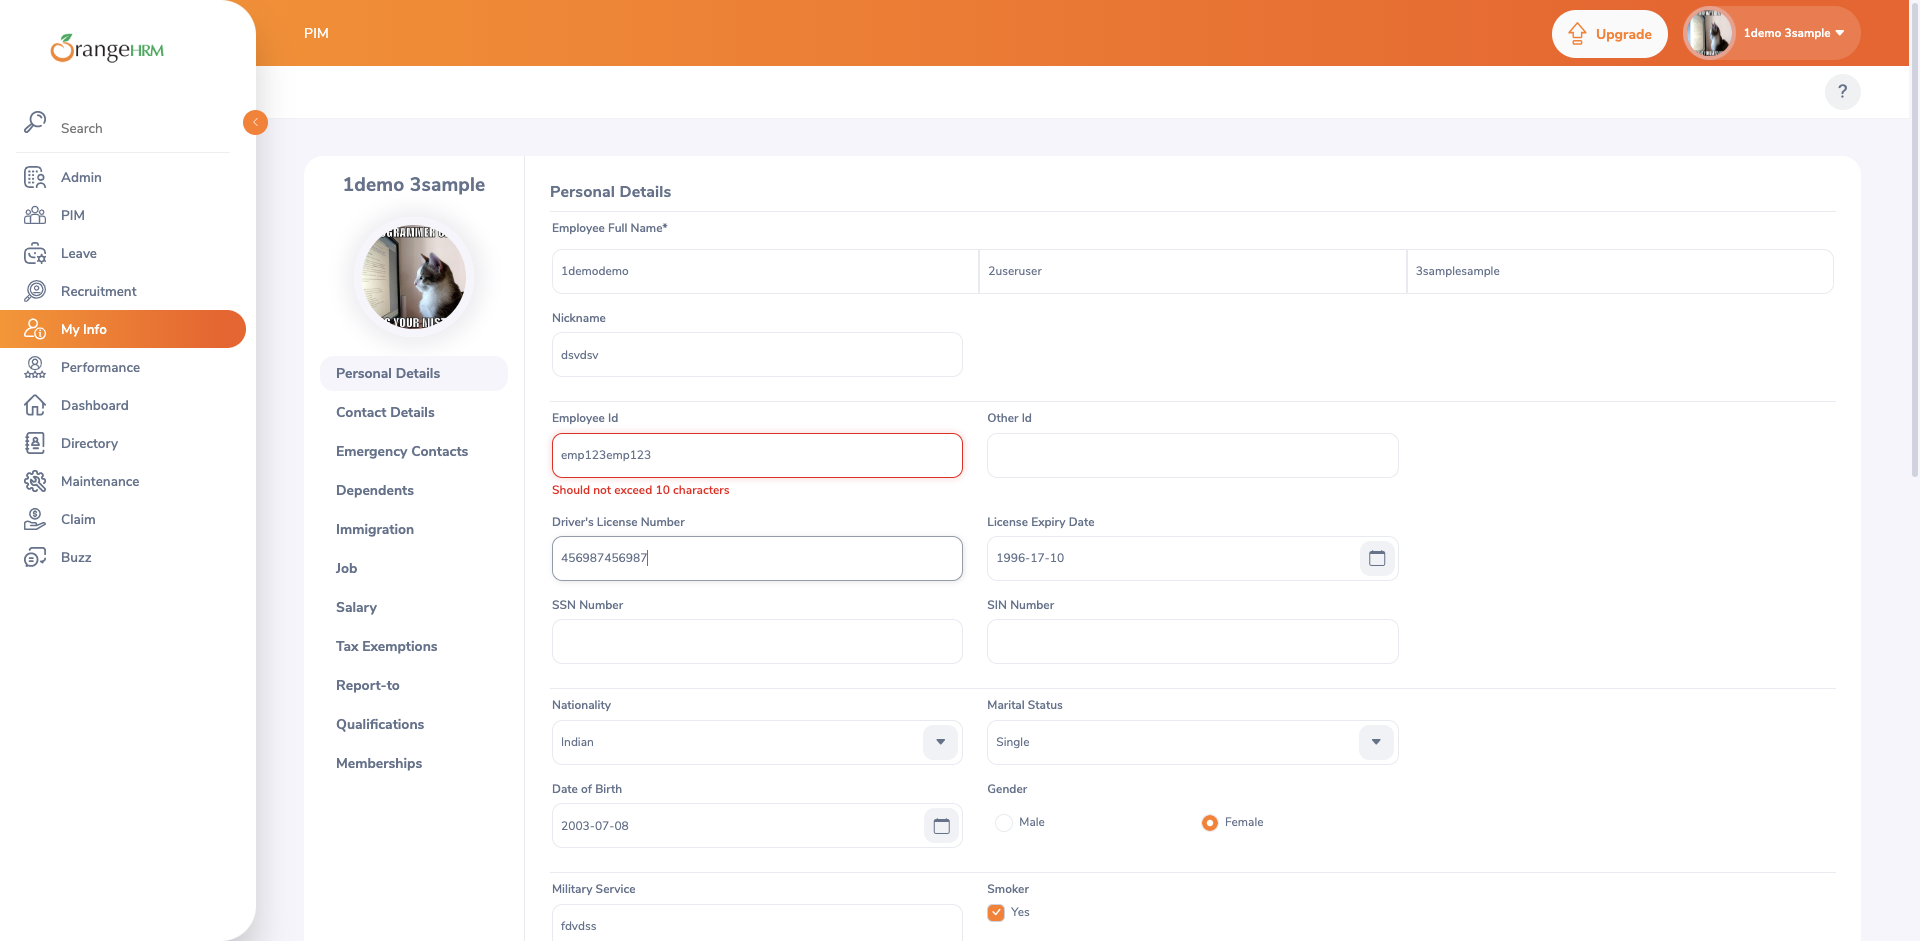 OrangeHRM
Search
Admin
PIM
Leave
Recruitment
My Info
Performance
Dashboard
Directory
Maintenance
Claim
Buzz
PIM
Upgrade
1demo 3sample
?
1demo 3sample
Personal Details
Contact Details
Emergency Contacts
Dependents
Immigration
Job
Salary
Tax Exemptions
Report-to
Qualifications
Memberships
Personal Details
Employee Full Name*
1demodemo 2useruser 3samplesample
Nickname
dsvdsv
Employee Id Other Id
emp123emp123
Should not exceed 10 characters
Driver's License Number License Expiry Date
456987456987 1996-17-10
SSN Number SIN Number
Nationality Marital Status
Indian Single
Date of Birth Gender
2003-07-08 Male Female
Military Service Smoker
Yes
fdvdss